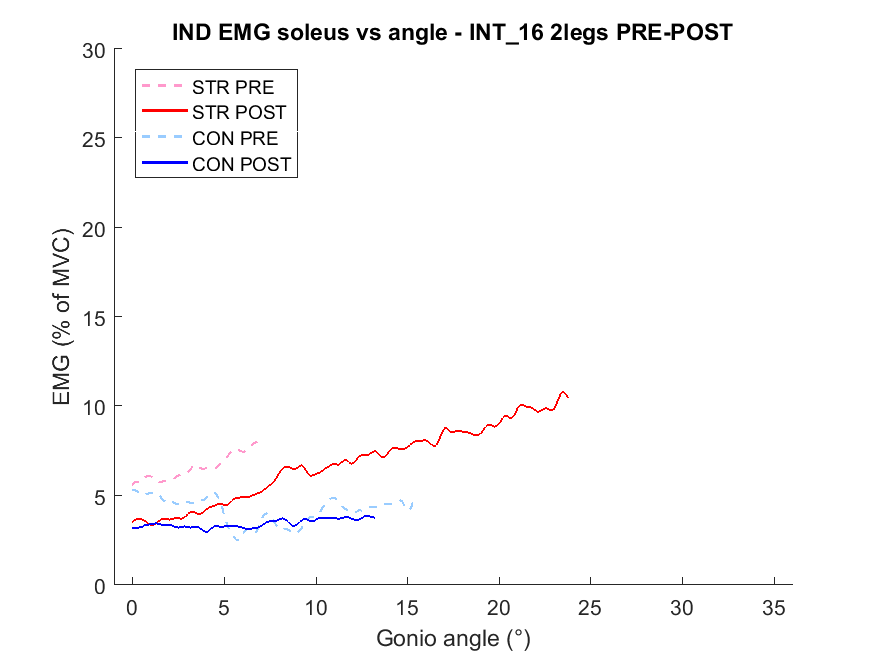 IND EMG soleus vs angle - INT_16 2legs PRE-POST
30
25
20
15
10
5
0
EMG (% of MVC)
STR PRE
STR POST
CON PRE
CON POST
0 5 10 15 20 25 30 35
Gonio angle (°)